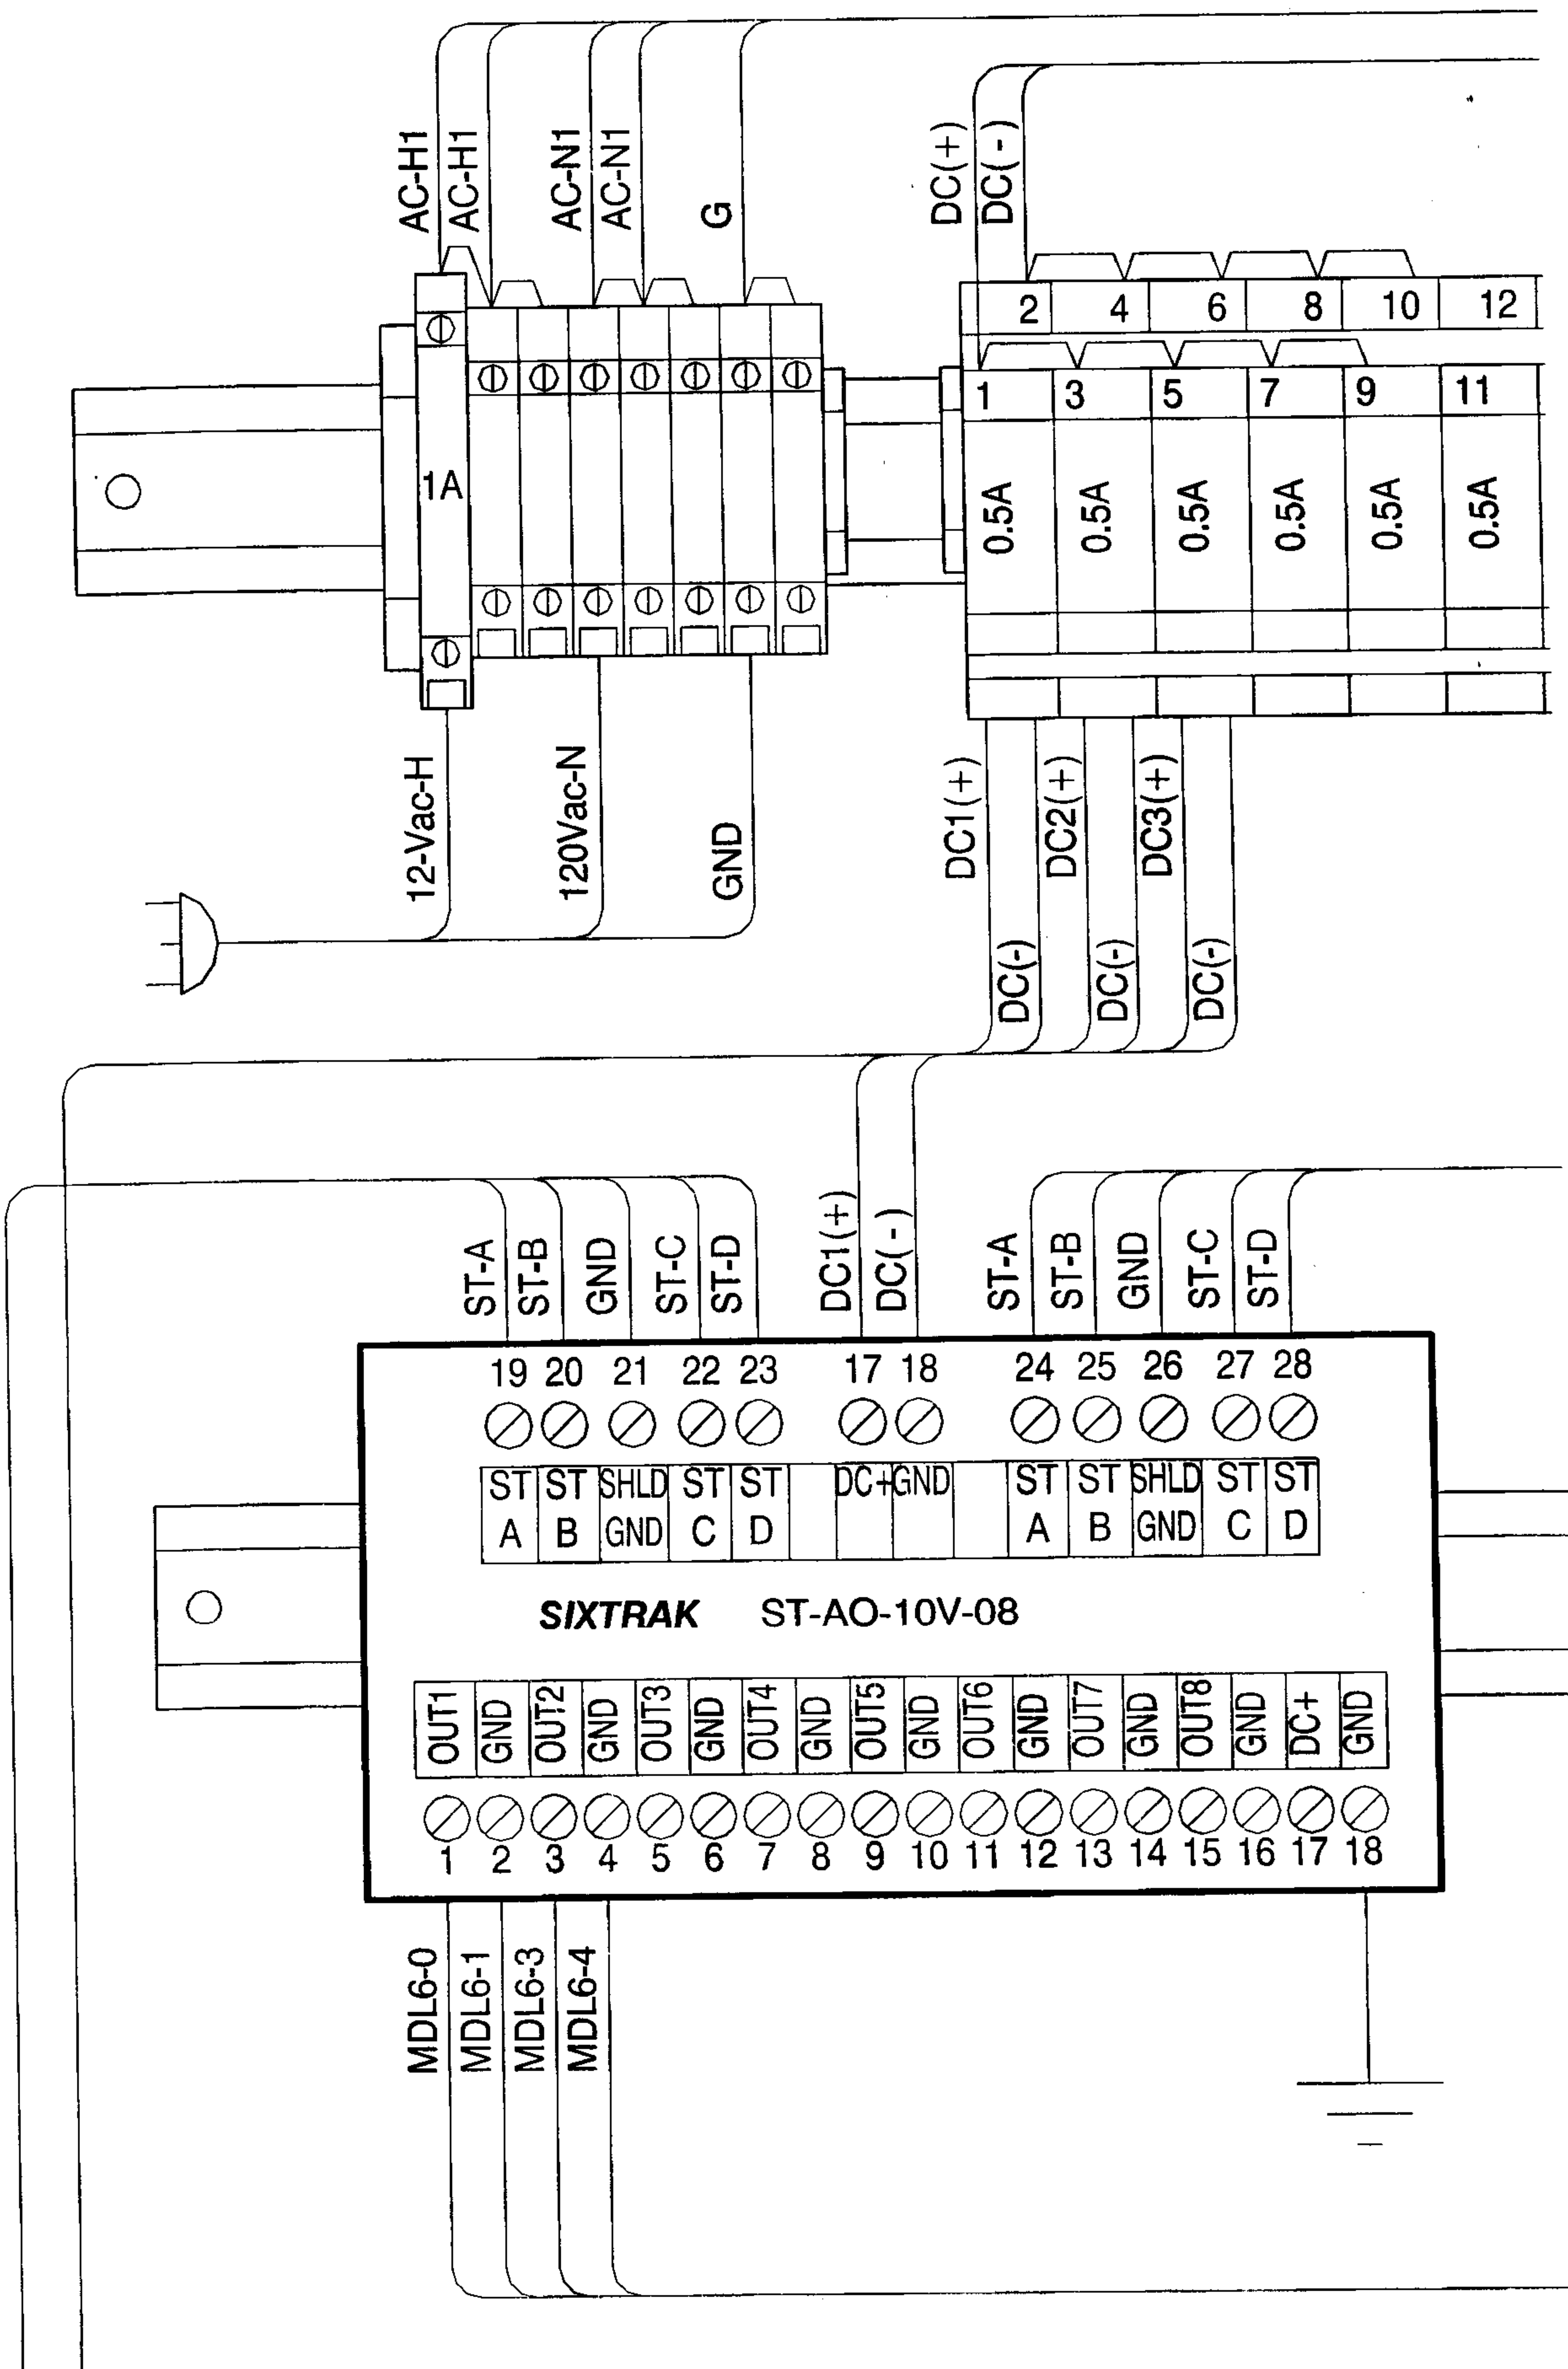 AC-H1
AC-H1
AC-N1
AC-N1
G
DC(+)
DC(-)
2 4 6 8 10 12
1 3 5 7 9 11
1A
0.5A 0.5A 0.5A 0.5A 0.5A 0.5A
12-Vac-H
120Vac-N
GND
DC1(+)
DC(-)
DC2(+)
DC(-)
DC3(+)
DC(-)
ST-A
ST-B
GND
ST-C
ST-D
DC1(+)
DC(-)
ST-A
ST-B
GND
ST-C
ST-D
19 20 21 22 23 17 18 24 25 26 27 28
ST ST SHLD ST ST DC+ GND ST ST SHLD ST ST
A B GND C D A B GND C D
SIXTRAK ST-AO-10V-08
OUT1 GND OUT2 GND OUT3 GND OUT4 GND OUT5 GND OUT6 GND OUT7 GND OUT8 GND DC+ GND
1 2 3 4 5 6 7 8 9 10 11 12 13 14 15 16 17 18
MDL6-0
MDL6-1
MDL6-3
MDL6-4